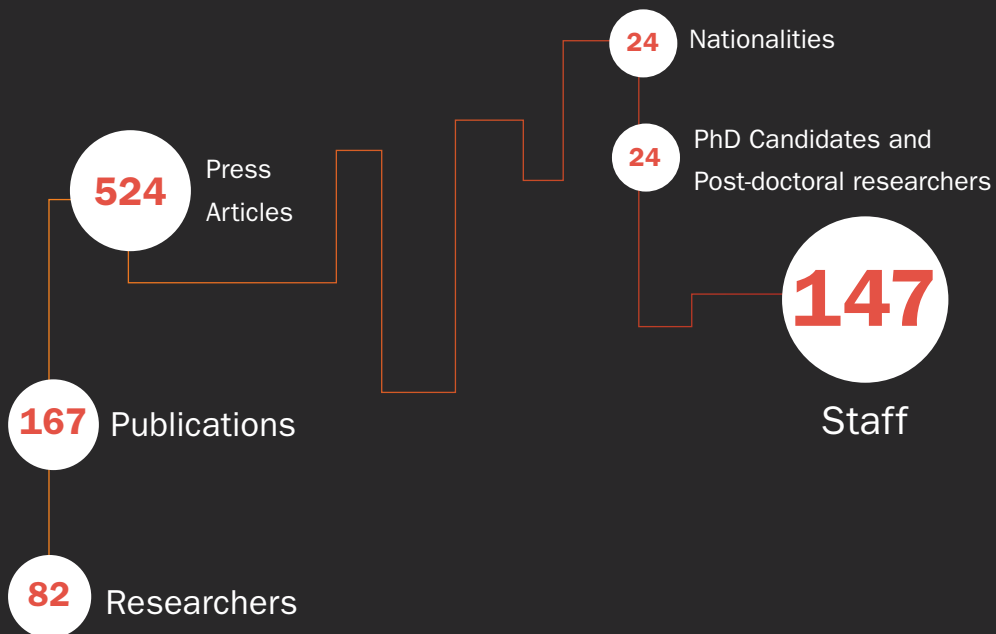 24
Nationalities
24
PhD Candidates and
Post-doctoral researchers
524
Press
Articles
147
Staff
167
Publications
82
Researchers